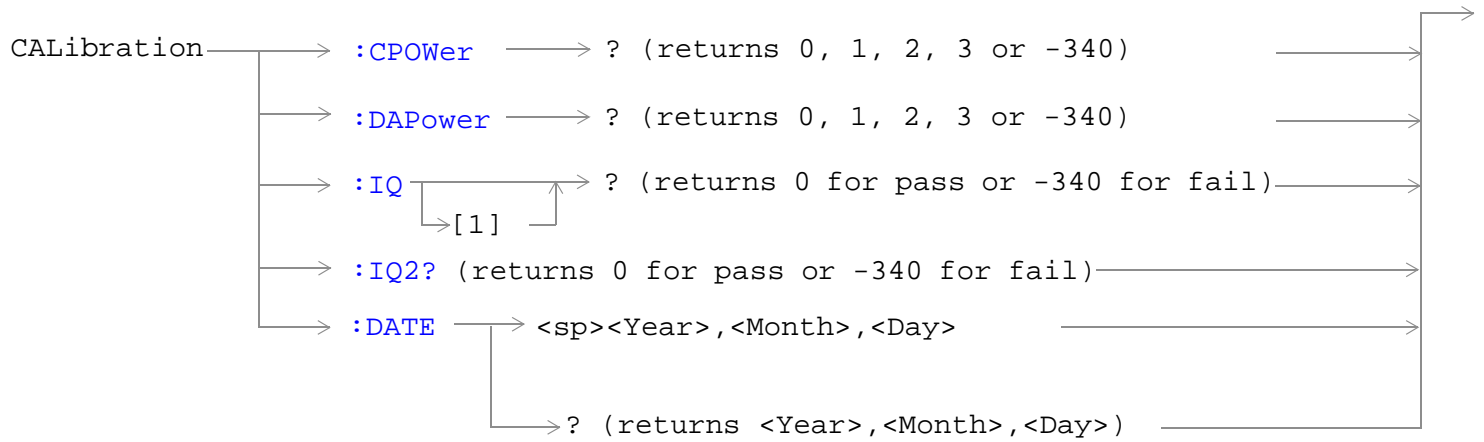 CALibration :CPOWer ? (returns 0, 1, 2, 3 or -340)
:DAPower ? (returns 0, 1, 2, 3 or -340)
:IQ ? (returns 0 for pass or -340 for fail)
[1]
:IQ2? (returns 0 for pass or -340 for fail)
:DATE <sp><Year>,<Month>,<Day>
? (returns <Year>,<Month>,<Day>)